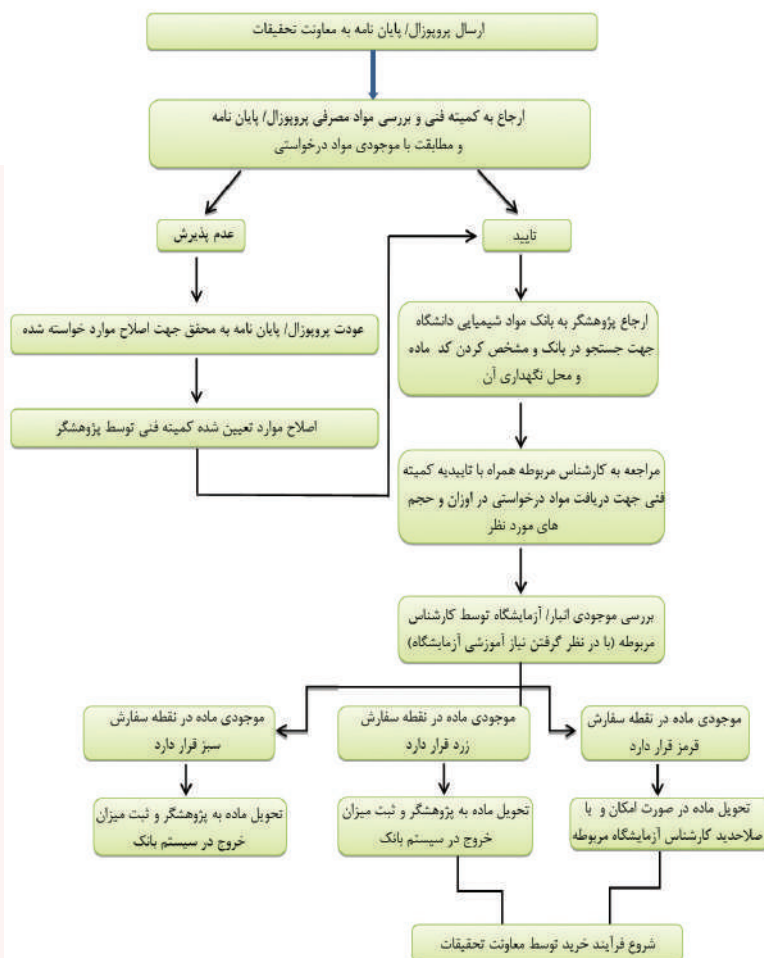 ارسال پروپوزال/ پایان نامه به معاونت تحقیقات
ارجاع به کمیته فنی و بررسی مواد مصرفی پروپوزال/ پایان نامه
و مطابقت با موجودی مواد درخواستی
تایید
عدم پذیرش
عودت پروپوزال/ پایان نامه به محقق جهت اصلاح موارد خواسته شده
اصلاح موارد تعیین شده کمیته فنی توسط پژوهشگر
ارجاع پژوهشگر به بانک مواد شیمیایی دانشگاه
جهت جستجو در بانک و مشخص کردن کد ماده
و محل نگهداری آن
مراجعه به کارشناس مربوطه همراه با تاییدیه کمیته
فنی جهت دریافت مواد درخواستی در اوزان و حجم
های مورد نظر
بررسی موجودی انبار/ آزمایشگاه توسط کارشناس
مربوطه (با در نظر گرفتن نیاز آموزشی آزمایشگاه)
موجودی ماده در نقطه سفارش
قرمز قرار دارد
موجودی ماده در نقطه سفارش
زرد قرار دارد
موجودی ماده در نقطه سفارش
سبز قرار دارد
تحویل ماده در صورت امکان و با
صلاحدید کارشناس آزمایشگاه مربوطه
تحویل ماده به پژوهشگر و ثبت میزان
خروج در سیستم بانک
تحویل ماده به پژوهشگر و ثبت میزان
خروج در سیستم بانک
شروع فرآیند خرید توسط معاونت تحقیقات